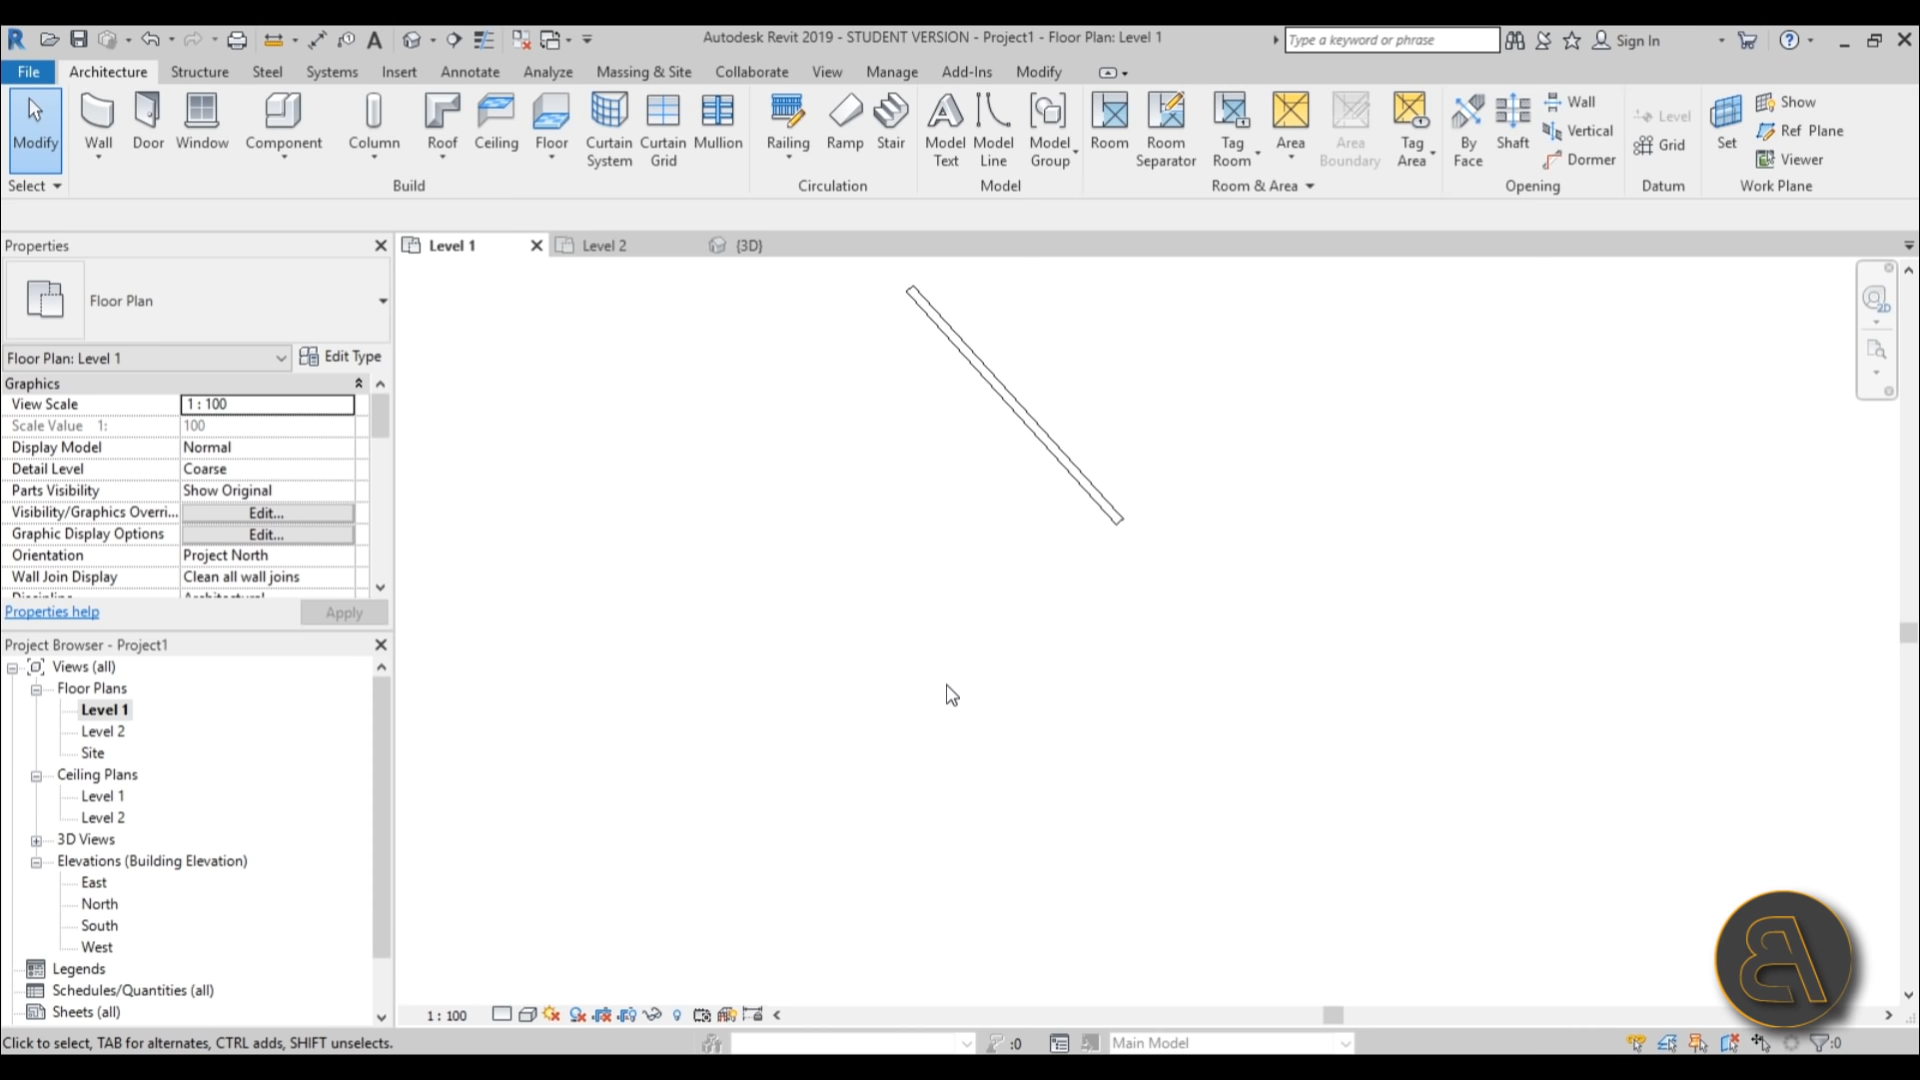 Autodesk Revit 2019 - STUDENT VERSION - Project1 - Floor Plan: Level 1
Type a keyword or phrase
Sign In
File Architecture Structure Steel Systems Insert Annotate Analyze Massing & Site Collaborate View Manage Add-Ins Modify
Modify Wall Door Window Component Column Roof Ceiling Floor Curtain System Curtain Grid Mullion Railing Ramp Stair Model Text Model Line Model Group Room Room Separator Tag Room Area Area Boundary Tag Area By Face Shaft Wall Vertical Dormer Level Grid Set Show Ref Plane Viewer
Select Build Circulation Model Room & Area Opening Datum Work Plane
Properties
Level 1 Level 2 {3D}
2D
Floor Plan
Floor Plan: Level 1 Edit Type
Graphics
View Scale 1 : 100
Scale Value 1: 100
Display Model Normal
Detail Level Coarse
Parts Visibility Show Original
Visibility/Graphics Overri... Edit...
Graphic Display Options Edit...
Orientation Project North
Wall Join Display Clean all wall joins
Discipline Architectural
Properties help Apply
Project Browser - Project1
Views (all)
Floor Plans
Level 1
Level 2
Site
Ceiling Plans
Level 1
Level 2
3D Views
Elevations (Building Elevation)
East
North
South
West
Legends
Schedules/Quantities (all)
Sheets (all)
1 : 100
Click to select, TAB for alternates, CTRL adds, SHIFT unselects.
:0
Main Model
:0